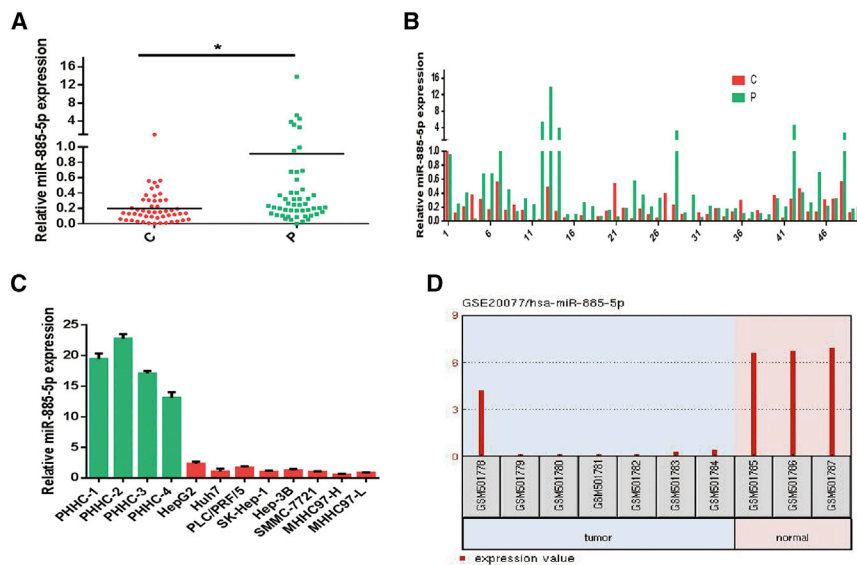 A
*
Relative miR-885-5p expression
16
12
8
4
1.0
0.8
0.6
0.4
0.2
0.0
C
P
B
Relative miR-885-5p expression
16
12
8
4
1.0
0.8
0.6
0.4
0.2
0.0
C
P
1
6
11
16
21
26
31
36
41
46
C
Relative miR-885-5p expression
25
20
15
10
5
0
PHHC-1
PHHC-2
PHHC-3
PHHC-4
HepG2
Huh7
PLC/PRF/5
SK-Hep-1
Hep-3B
SMMC-7721
MHHC97-H
MHHC97-L
D
GSE20077/hsa-miR-885-5p
9
6
3
0
GSM501778
GSM501779
GSM501780
GSM501781
GSM501782
GSM501783
GSM501784
GSM501785
GSM501786
GSM501787
tumor
normal
expression value